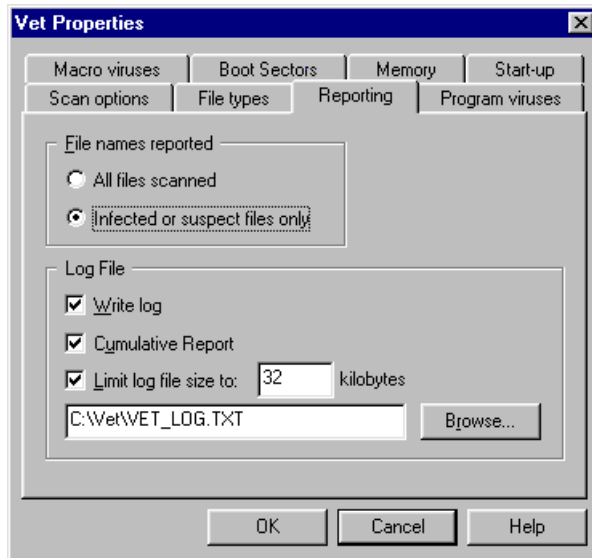 Vet Properties
Macro viruses Boot Sectors Memory Start-up
Scan options File types Reporting Program viruses
File names reported
All files scanned
Infected or suspect files only
Log File
Write log
Cumulative Report
Limit log file size to: 32 kilobytes
C:\Vet\VET_LOG.TXT Browse...
OK Cancel Help